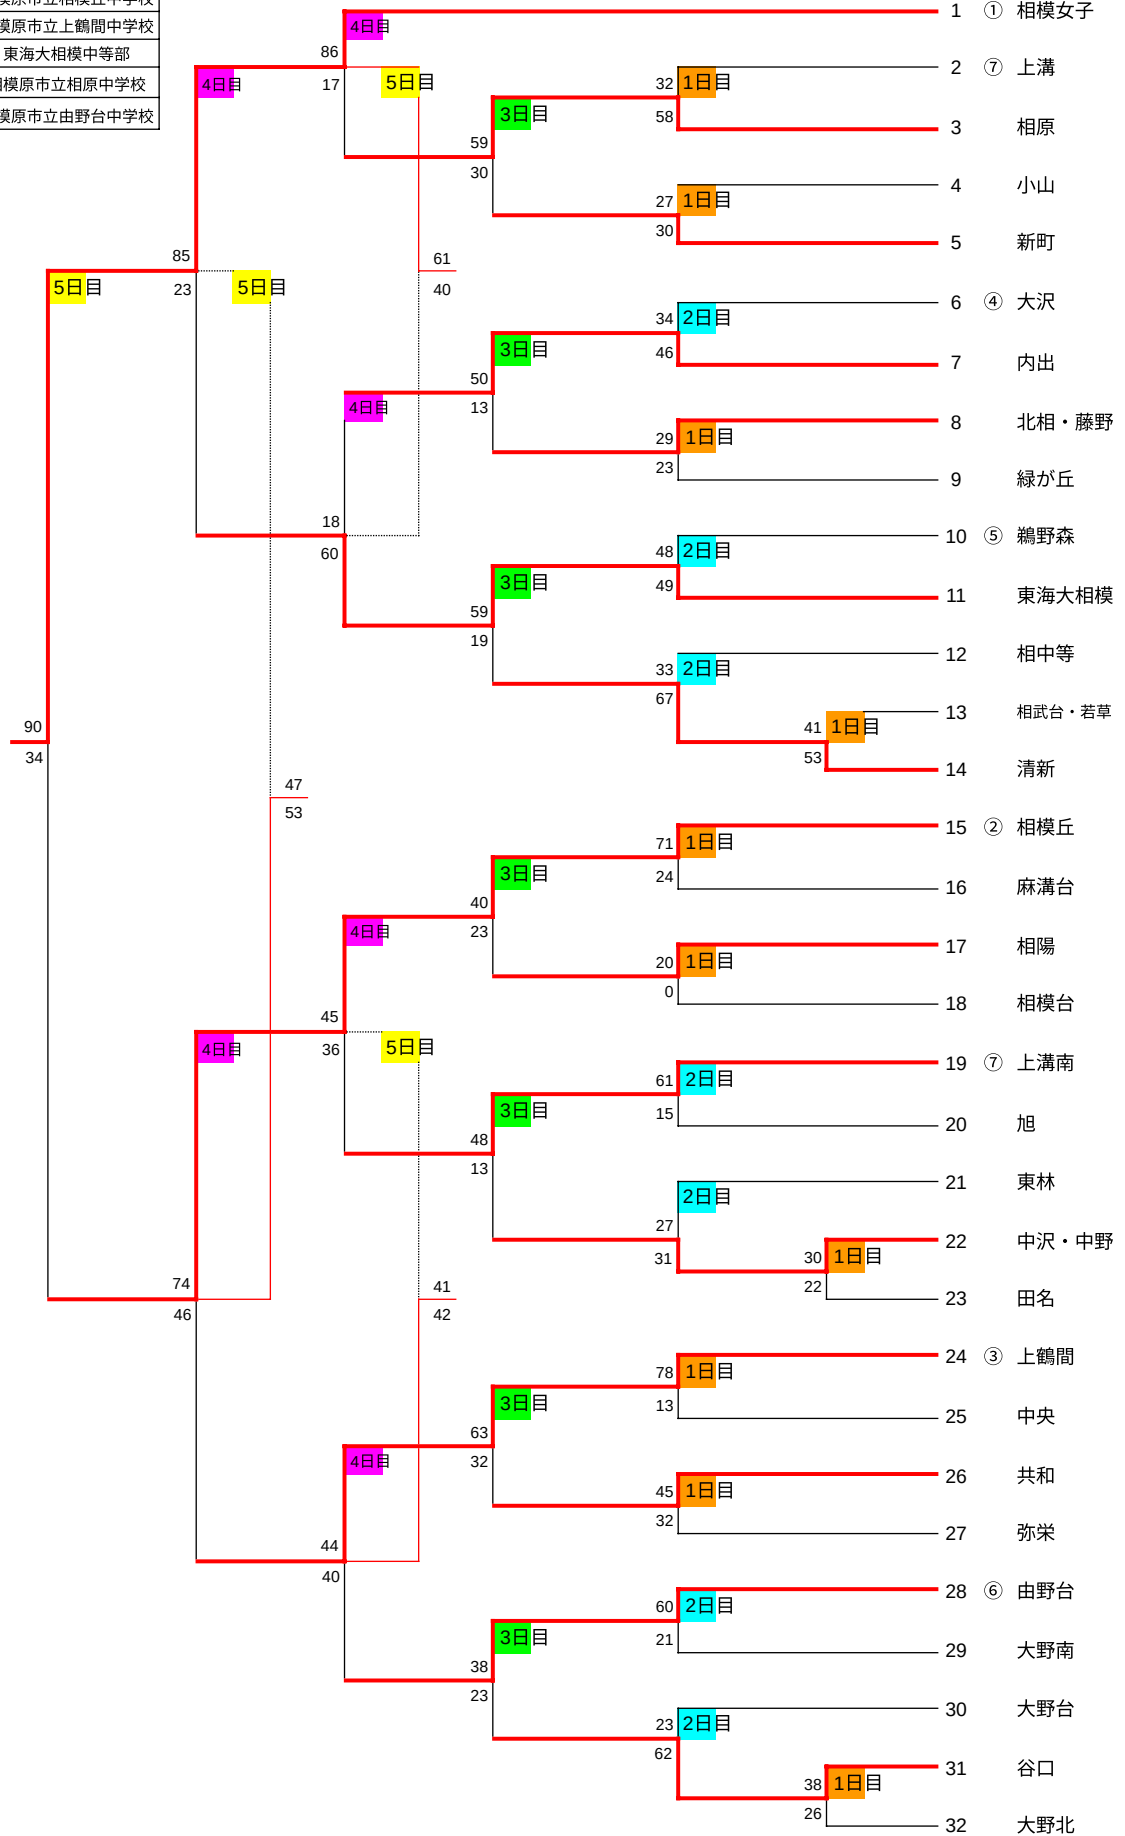 模原市立相模丘中学校
模原市立上鶴間中学校
東海大相模中等部
相模原市立相原中学校
模原市立由野台中学校
1 ① 相模女子
4日目
86
17
4日目
5日目
2 ⑦ 上溝
32 1日目
58
3 相原
3日目
59
30
4 小山
27 1日目
30
5 新町
85
23
5日目
5日目
61
40
6 ④ 大沢
34 2日目
46
7 内出
3日目
50
13
4日目
8 北相・藤野
29 1日目
23
9 緑が丘
18
60
10 ⑤ 鵜野森
48 2日目
49
11 東海大相模
3日目
59
19
12 相中等
33 2日目
67
13 相武台・若草
41 1日目
53
14 清新
90
34
47
53
15 ② 相模丘
71 1日目
24
16 麻溝台
3日目
40
23
4日目
17 相陽
20 1日目
0
18 相模台
45
36
4日目
5日目
19 ⑦ 上溝南
61 2日目
15
20 旭
3日目
48
13
21 東林
2日目
27
31
22 中沢・中野
30 1日目
22
23 田名
74
46
41
42
24 ③ 上鶴間
78 1日目
13
25 中央
3日目
63
32
4日目
26 共和
45 1日目
32
27 弥栄
44
40
28 ⑥ 由野台
60 2日目
21
29 大野南
3日目
38
23
30 大野台
23 2日目
62
31 谷口
38 1日目
26
32 大野北